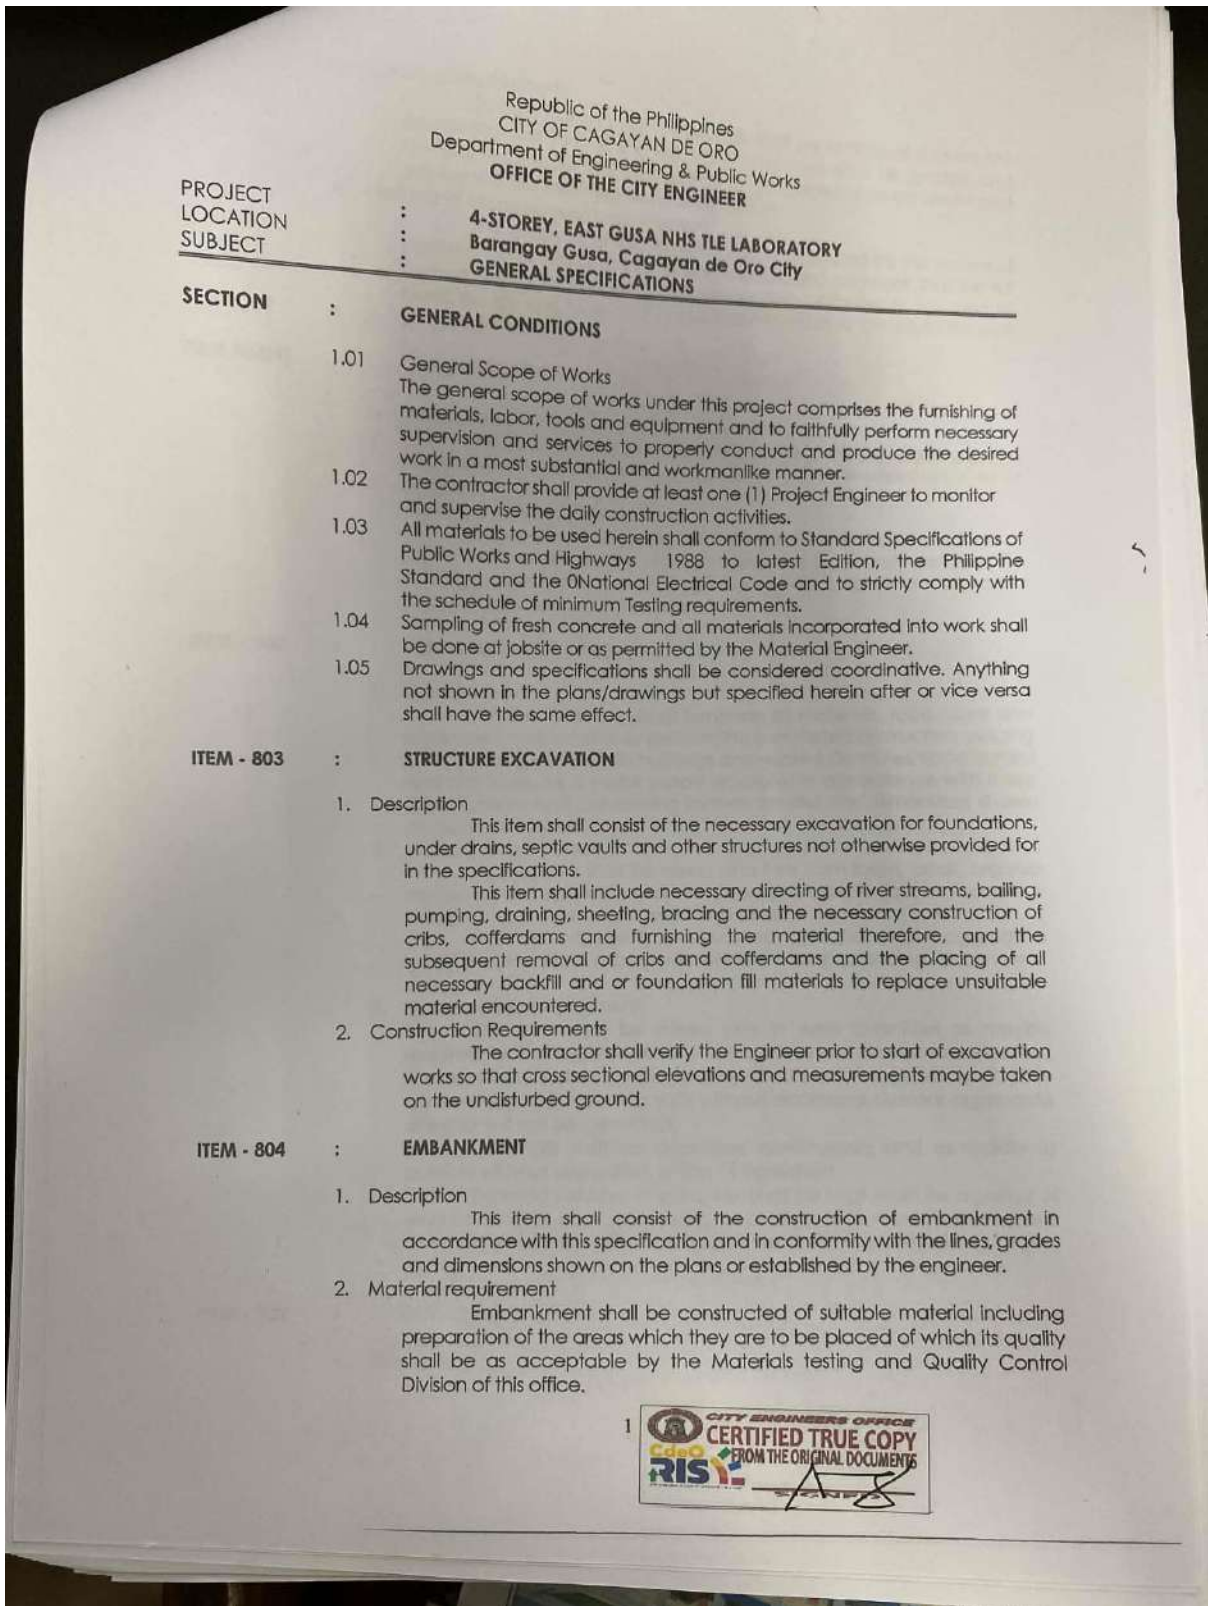 Republic of the Philippines
CITY OF CAGAYAN DE ORO
Department of Engineering & Public Works
OFFICE OF THE CITY ENGINEER
PROJECT : 4-STOREY, EAST GUSA NHS TLE LABORATORY
LOCATION : Barangay Gusa, Cagayan de Oro City
SUBJECT : GENERAL SPECIFICATIONS
SECTION : GENERAL CONDITIONS
1.01 General Scope of Works
The general scope of works under this project comprises the furnishing of
materials, labor, tools and equipment and to faithfully perform necessary
supervision and services to properly conduct and produce the desired
work in a most substantial and workmanlike manner.
1.02 The contractor shall provide at least one (1) Project Engineer to monitor
and supervise the daily construction activities.
1.03 All materials to be used herein shall conform to Standard Specifications of
Public Works and Highways 1988 to latest Edition, the Philippine
Standard and the 0National Electrical Code and to strictly comply with
the schedule of minimum Testing requirements.
1.04 Sampling of fresh concrete and all materials incorporated into work shall
be done at jobsite or as permitted by the Material Engineer.
1.05 Drawings and specifications shall be considered coordinative. Anything
not shown in the plans/drawings but specified herein after or vice versa
shall have the same effect.
ITEM - 803 : STRUCTURE EXCAVATION
1. Description
This item shall consist of the necessary excavation for foundations,
under drains, septic vaults and other structures not otherwise provided for
in the specifications.
This item shall include necessary directing of river streams, bailing,
pumping, draining, sheeting, bracing and the necessary construction of
cribs, cofferdams and furnishing the material therefore, and the
subsequent removal of cribs and cofferdams and the placing of all
necessary backfill and or foundation fill materials to replace unsuitable
material encountered.
2. Construction Requirements
The contractor shall verify the Engineer prior to start of excavation
works so that cross sectional elevations and measurements maybe taken
on the undisturbed ground.
ITEM - 804 : EMBANKMENT
1. Description
This item shall consist of the construction of embankment in
accordance with this specification and in conformity with the lines, grades
and dimensions shown on the plans or established by the engineer.
2. Material requirement
Embankment shall be constructed of suitable material including
preparation of the areas which they are to be placed of which its quality
shall be as acceptable by the Materials testing and Quality Control
Division of this office.
1
CITY ENGINEERS OFFICE
CERTIFIED TRUE COPY
FROM THE ORIGINAL DOCUMENTS
CdeO
RISE
SIGNED